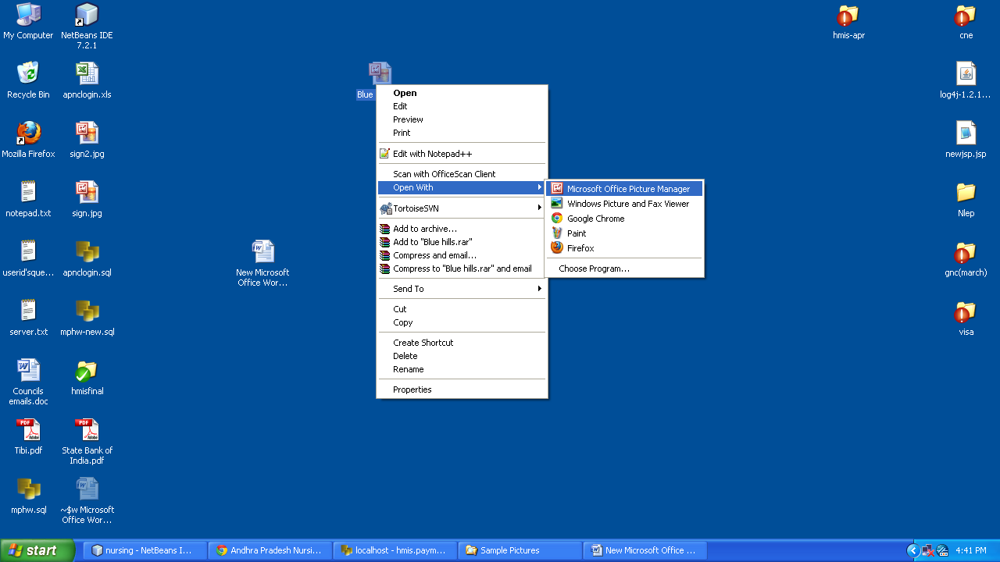 My Computer
NetBeans IDE
7.2.1
hmis-apr
cne
Recycle Bin
apnclogin.xls
Blue
log4j-1.2.1...
Mozilla Firefox
sign2.jpg
newjsp.jsp
notepad.txt
sign.jpg
Nlep
userid'sque...
apnclogin.sql
New Microsoft
Office Wor...
gnc(march)
server.txt
mphw-new.sql
visa
Councils
emails.doc
hmisfinal
Tibi.pdf
State Bank of
India.pdf
mphw.sql
~$w Microsoft
Office Wor...
Open
Edit
Preview
Print
Edit with Notepad++
Scan with OfficeScan Client
Open With
TortoiseSVN
Add to archive...
Add to "Blue hills.rar"
Compress and email...
Compress to "Blue hills.rar" and email
Send To
Cut
Copy
Create Shortcut
Delete
Rename
Properties
Microsoft Office Picture Manager
Windows Picture and Fax Viewer
Google Chrome
Paint
Firefox
Choose Program...
start
nursing - NetBeans I...
Andhra Pradesh Nursi...
localhost - hmis.paym...
Sample Pictures
New Microsoft Office ...
4:41 PM